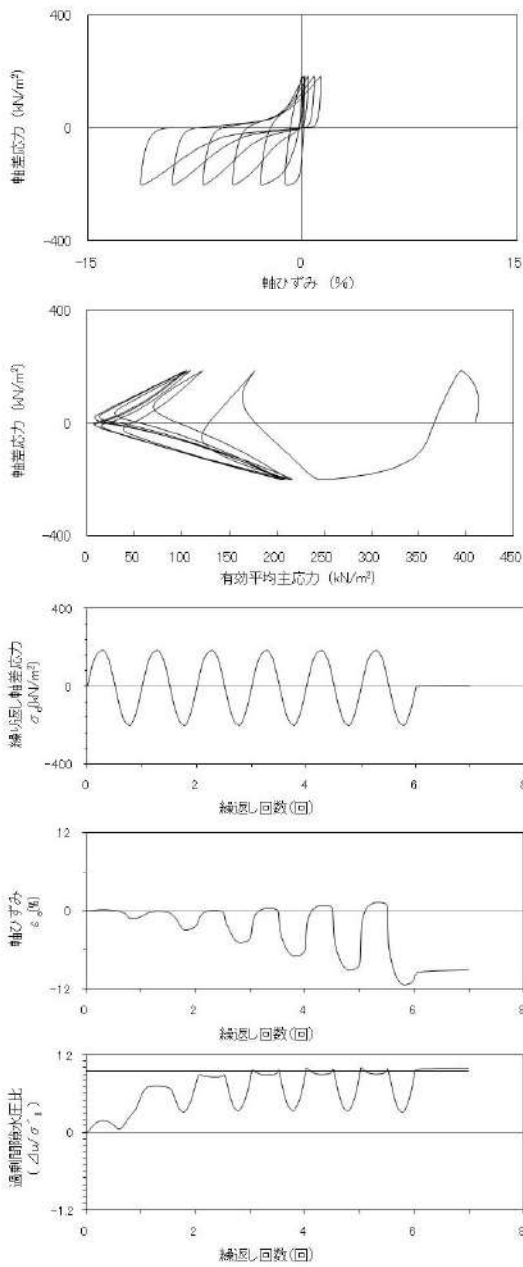 400
0
-400
軸差応力 (kN/m²)
-15
0
15
軸ひずみ (%)
400
0
-400
軸差応力 (kN/m²)
0 50 100 150 200 250 300 350 400 450
有効平均主応力 (kN/m²)
400
0
-400
繰り返し軸差応力
σd(kN/m²)
0 2 4 6 8
繰返し回数(回)
12
0
-12
軸ひずみ
εa(%)
0 2 4 6 8
繰返し回数(回)
1.2
0
-1.2
過剰間隙水圧比
0 2 4 6 8
繰返し回数(回)